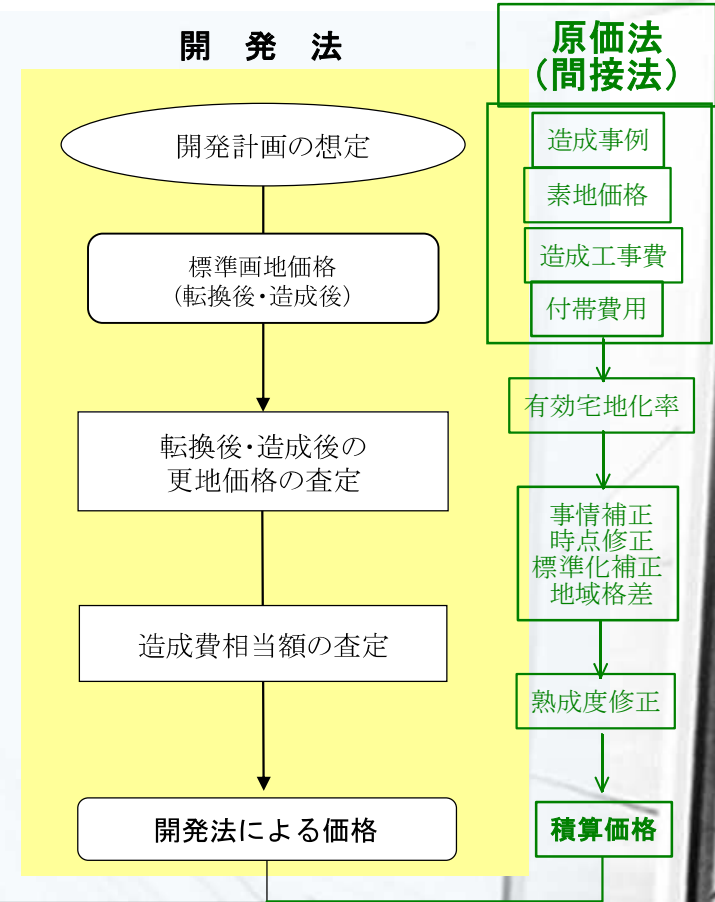 開 発 法
開発計画の想定
標準画地価格
（転換後・造成後）
転換後・造成後の
更地価格の査定
造成費相当額の査定
開発法による価格
原価法
（間接法）
造成事例
素地価格
造成工事費
付帯費用
有効宅地化率
事情補正
時点修正
標準化補正
地域格差
熟成度修正
積算価格